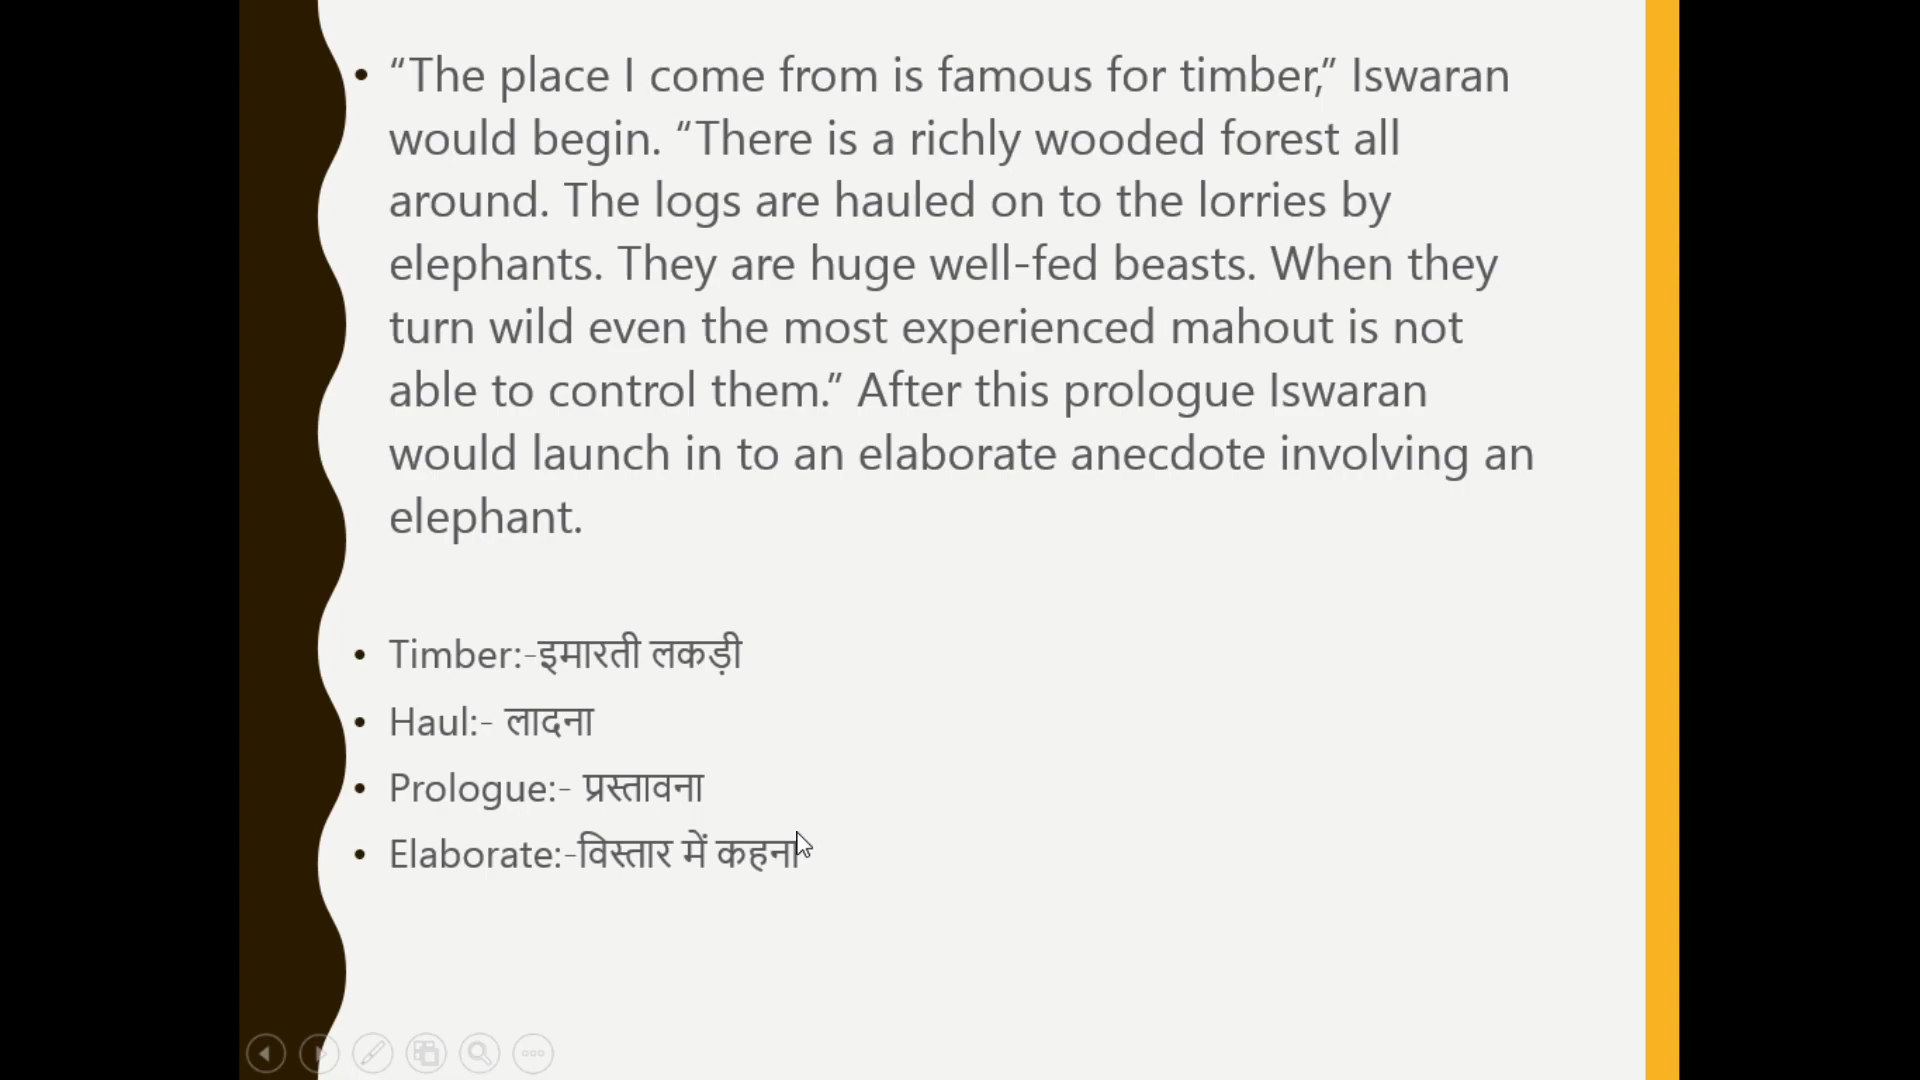 • “The place I come from is famous for timber,” Iswaran
would begin. “There is a richly wooded forest all
around. The logs are hauled on to the lorries by
elephants. They are huge well-fed beasts. When they
turn wild even the most experienced mahout is not
able to control them.” After this prologue Iswaran
would launch in to an elaborate anecdote involving an
elephant.
• Timber:-इमारती लकड़ी
• Haul:- लादना
• Prologue:- प्रस्तावना
• Elaborate:-विस्तार में कहना